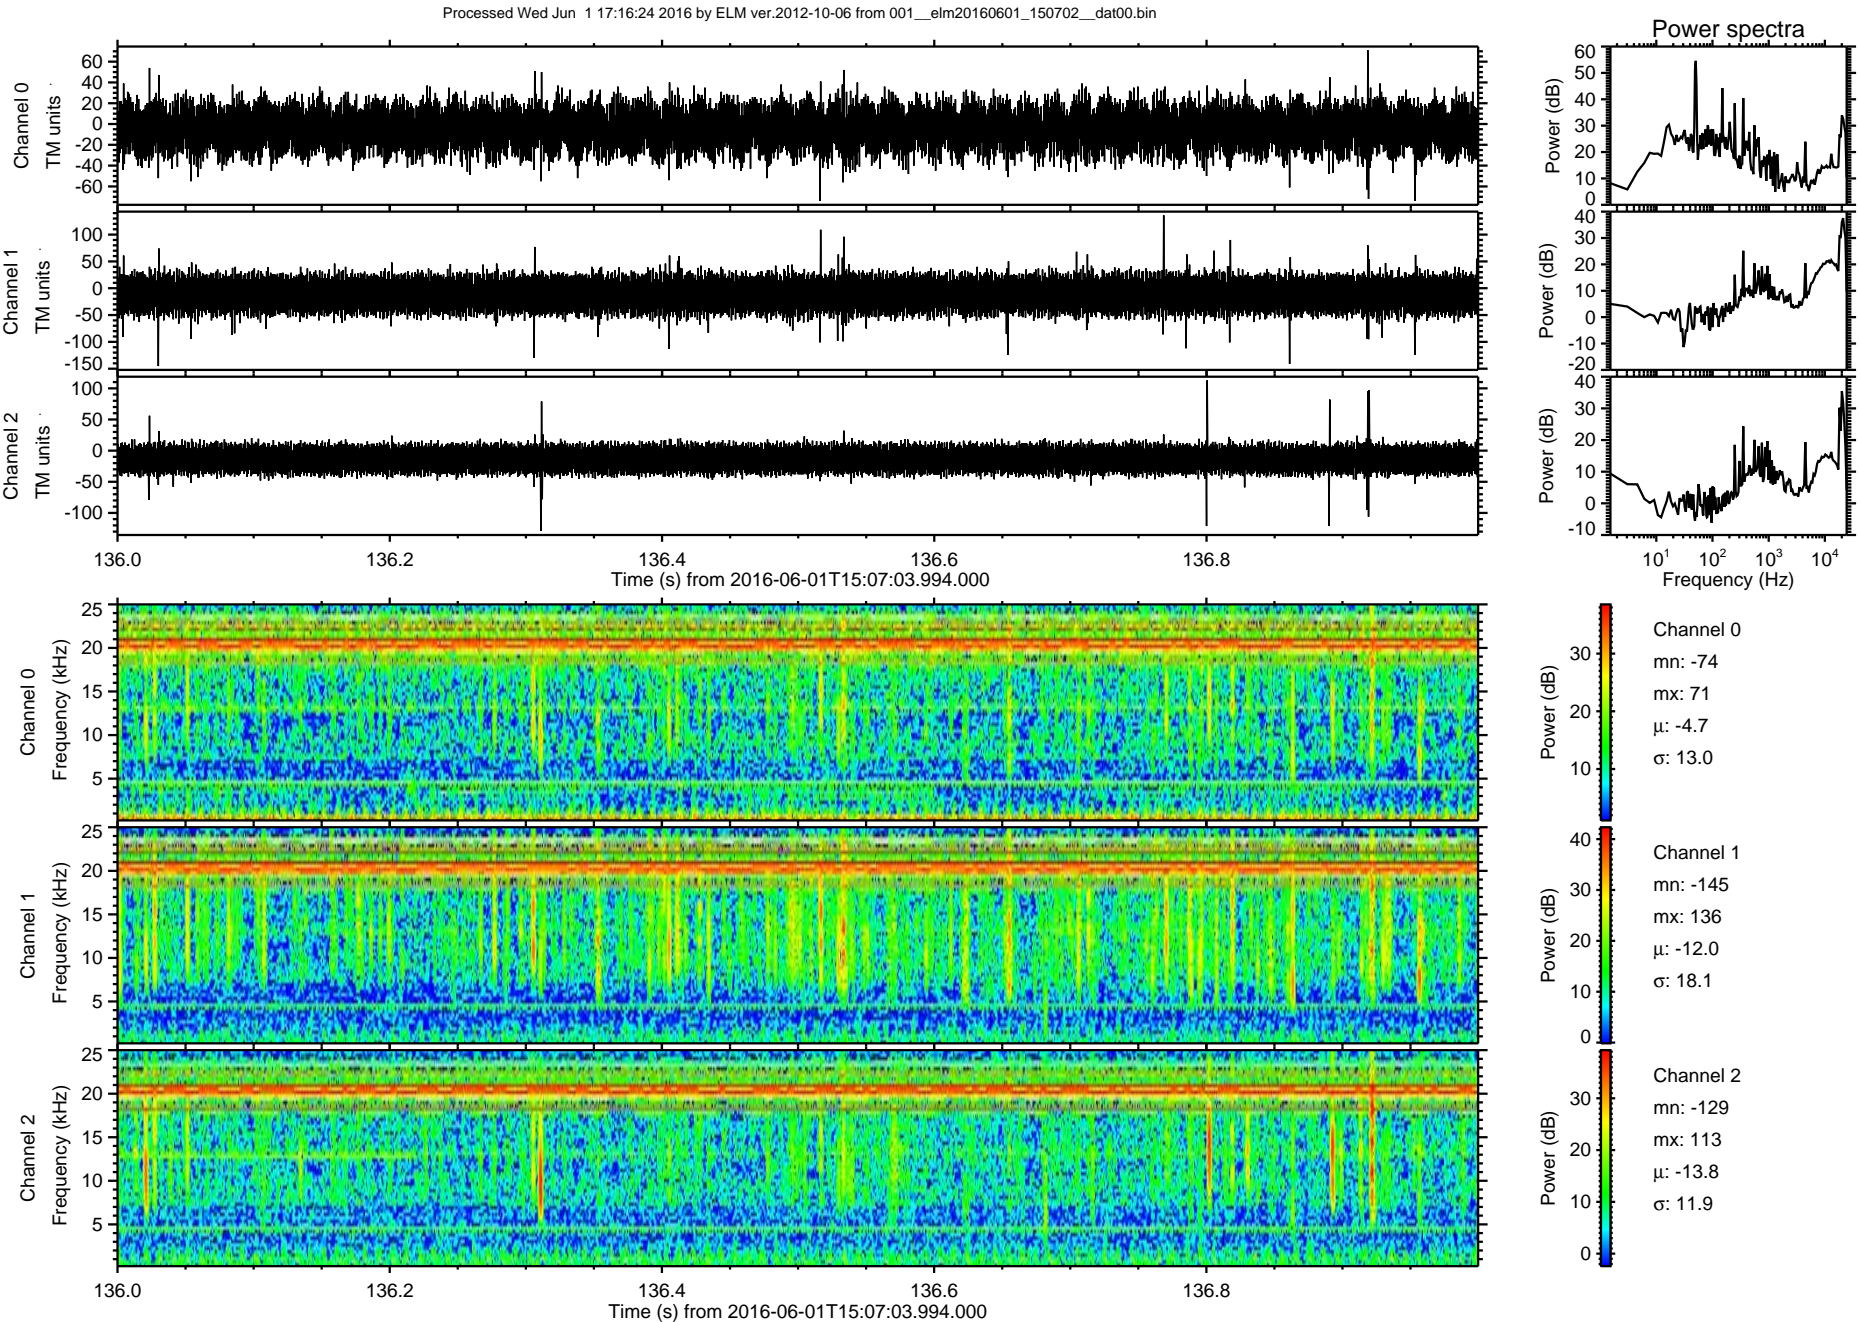 Processed Wed Jun  1 17:16:24 2016 by ELM ver.2012-10-06 from 001__elm20160601_150702__dat00.bin
Power spectra
Channel 0
TM units
60
40
20
0
-20
-40
-60
Power (dB)
60
50
40
30
20
10
0
Channel 1
TM units
100
50
0
-50
-100
-150
Power (dB)
40
30
20
10
0
-10
-20
Channel 2
TM units
100
50
0
-50
-100
Power (dB)
40
30
20
10
0
-10
136.0
136.2
136.4
136.6
136.8
Time (s) from 2016-06-01T15:07:03.994.000
10¹
10²
10³
10⁴
Frequency (Hz)
Channel 0
Frequency (kHz)
25
20
15
10
5
Power (dB)
30
20
10
Channel 0
mn: -74
mx: 71
μ: -4.7
σ: 13.0
Channel 1
Frequency (kHz)
25
20
15
10
5
Power (dB)
40
30
20
10
0
Channel 1
mn: -145
mx: 136
μ: -12.0
σ: 18.1
Channel 2
Frequency (kHz)
25
20
15
10
5
Power (dB)
30
20
10
0
Channel 2
mn: -129
mx: 113
μ: -13.8
σ: 11.9
136.0
136.2
136.4
136.6
136.8
Time (s) from 2016-06-01T15:07:03.994.000